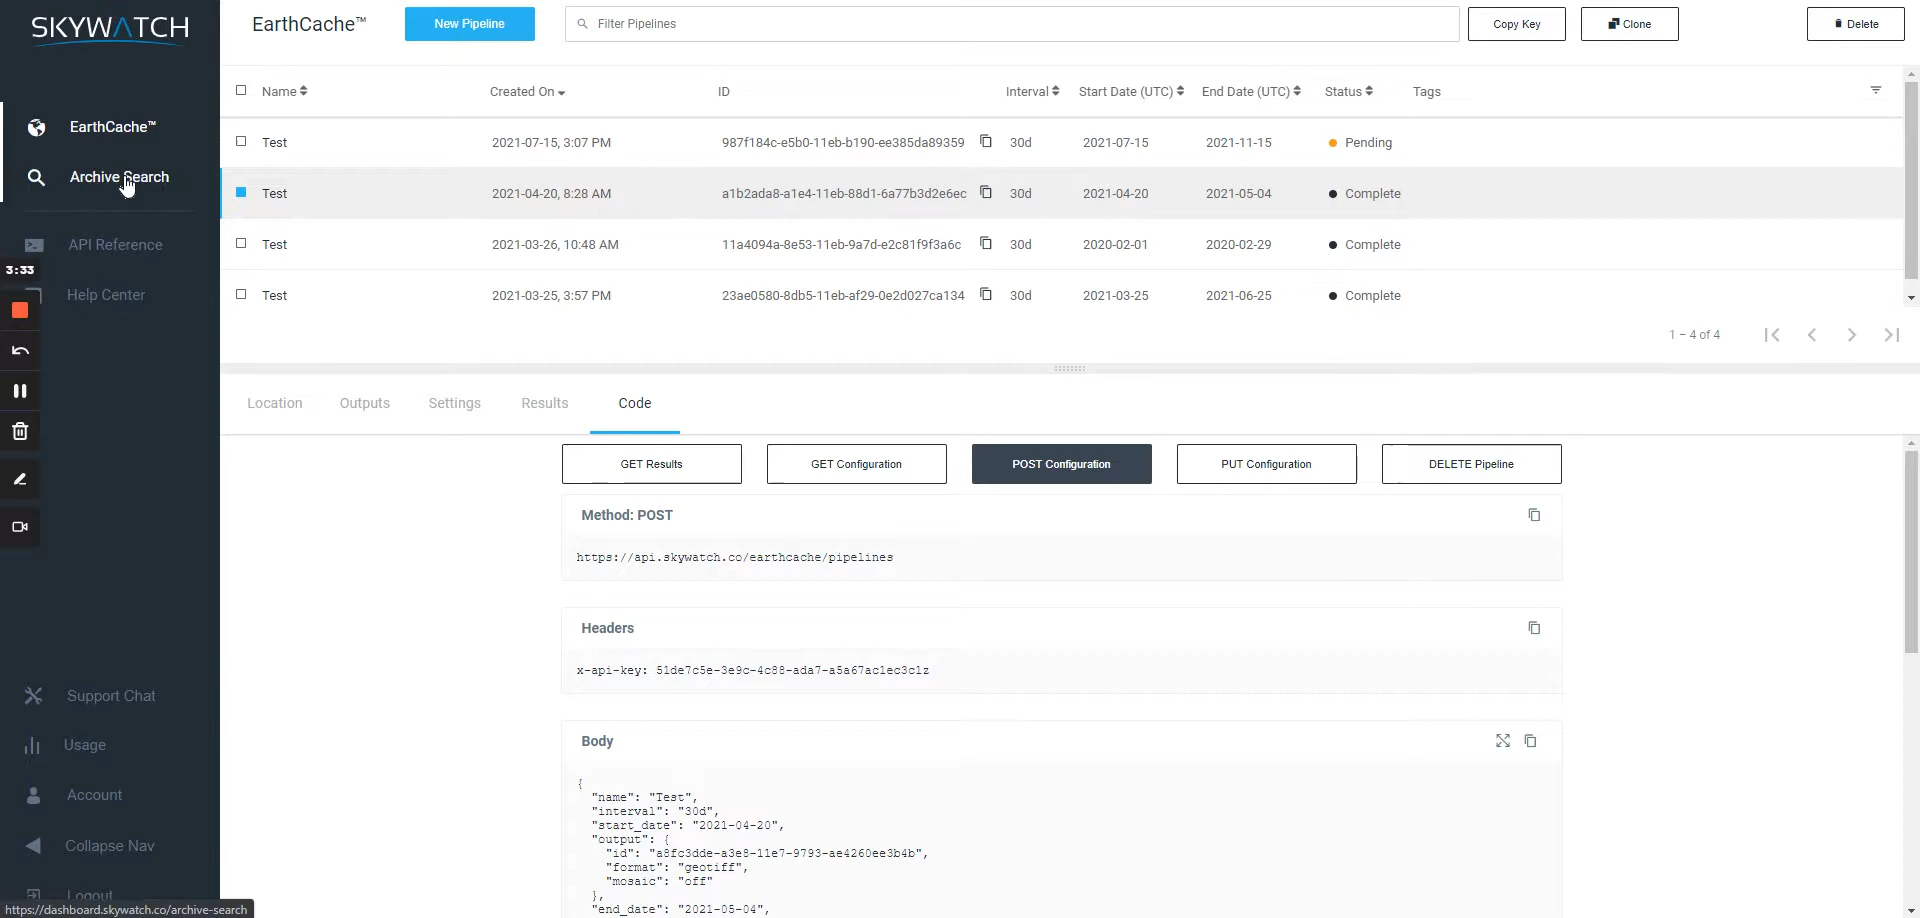 SKYWATCH
EarthCache™
New Pipeline
Filter Pipelines
Copy Key
Clone
Delete
Name
Created On
ID
Interval
Start Date (UTC)
End Date (UTC)
Status
Tags
Test
2021-07-15, 3:07 PM
987f184c-e5b0-11eb-b190-ee385da89359
30d
2021-07-15
2021-11-15
Pending
Test
2021-04-20, 8:28 AM
a1b2ada8-a1e4-11eb-88d1-6a77b3d2e6ec
30d
2021-04-20
2021-05-04
Complete
Test
2021-03-26, 10:48 AM
11a4094a-8e53-11eb-9a7d-e2c81f9f3a6c
30d
2020-02-01
2020-02-29
Complete
Test
2021-03-25, 3:57 PM
23ae0580-8db5-11eb-af29-0e2d027ca134
30d
2021-03-25
2021-06-25
Complete
1 – 4 of 4
EarthCache™
Archive Search
API Reference
3:33
Help Center
Support Chat
Usage
Account
Collapse Nav
Logout
https://dashboard.skywatch.co/archive-search
Location
Outputs
Settings
Results
Code
GET Results
GET Configuration
POST Configuration
PUT Configuration
DELETE Pipeline
Method: POST
https://api.skywatch.co/earthcache/pipelines
Headers
x-api-key: 51de7c5e-3e9c-4c88-ada7-a5a67ac1ec3c1z
Body
{
"name": "Test",
"interval": "30d",
"start_date": "2021-04-20",
"output": {
"id": "a8fc3dde-a3e8-11e7-9793-ae4260ee3b4b",
"format": "geotiff",
"mosaic": "off"
},
"end_date": "2021-05-04",